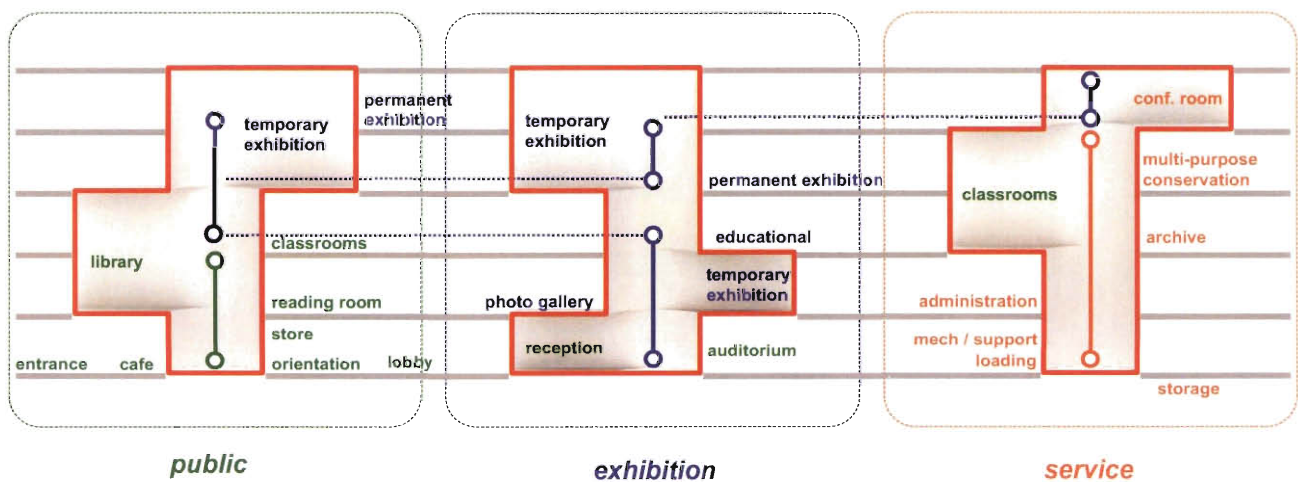 permanent
exhibition
temporary
exhibition
classrooms
library
reading room
store
entrance
cafe
orientation
lobby
public
temporary
exhibition
permanent exhibition
educational
temporary
exhibition
photo gallery
reception
auditorium
exhibition
conf. room
multi-purpose
conservation
classrooms
archive
administration
mech / support
loading
storage
service